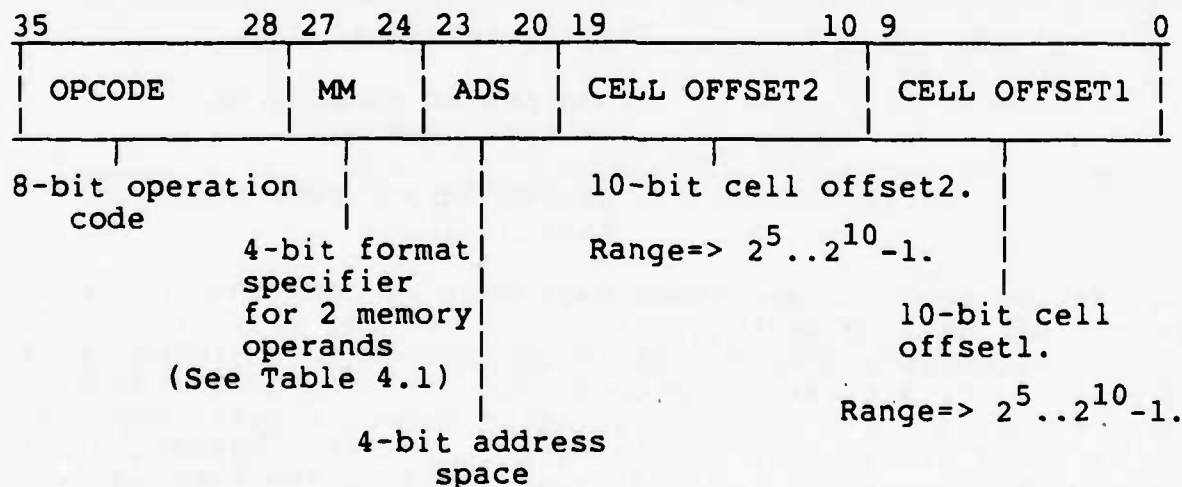 35 28 27 24 23 20 19 10 9 0
OPCODE MM ADS CELL OFFSET2 CELL OFFSET1
8-bit operation
code
4-bit format
specifier
for 2 memory
operands
(See Table 4.1)
4-bit address
space
10-bit cell offset2.
Range=> 2^5..2^10-1.
10-bit cell
offset1.
Range=> 2^5..2^10-1.